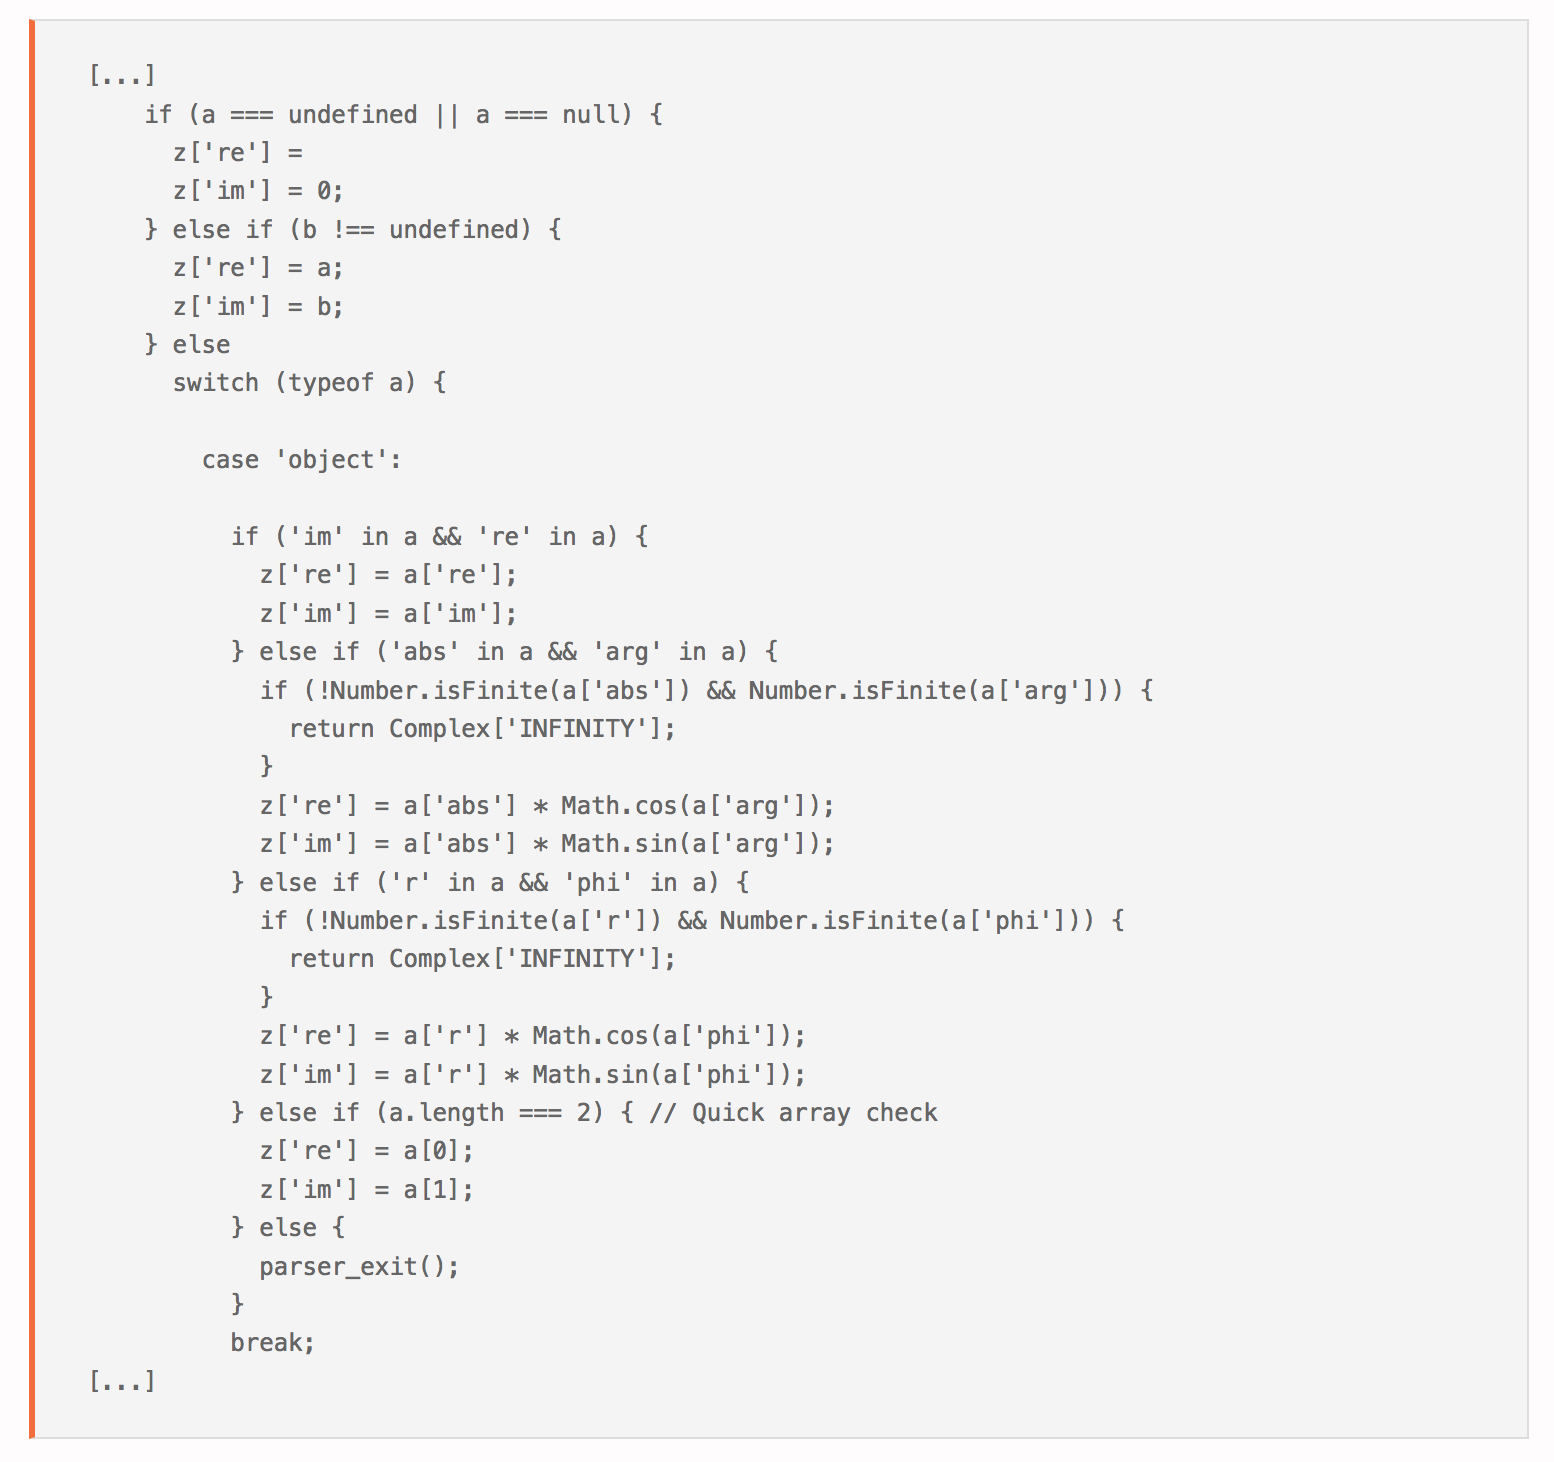 [...]
    if (a === undefined || a === null) {
      z['re'] =
      z['im'] = 0;
    } else if (b !== undefined) {
      z['re'] = a;
      z['im'] = b;
    } else
      switch (typeof a) {

        case 'object':

          if ('im' in a && 're' in a) {
            z['re'] = a['re'];
            z['im'] = a['im'];
          } else if ('abs' in a && 'arg' in a) {
            if (!Number.isFinite(a['abs']) && Number.isFinite(a['arg'])) {
              return Complex['INFINITY'];
            }
            z['re'] = a['abs'] * Math.cos(a['arg']);
            z['im'] = a['abs'] * Math.sin(a['arg']);
          } else if ('r' in a && 'phi' in a) {
            if (!Number.isFinite(a['r']) && Number.isFinite(a['phi'])) {
              return Complex['INFINITY'];
            }
            z['re'] = a['r'] * Math.cos(a['phi']);
            z['im'] = a['r'] * Math.sin(a['phi']);
          } else if (a.length === 2) { // Quick array check
            z['re'] = a[0];
            z['im'] = a[1];
          } else {
            parser_exit();
          }
          break;
[...]